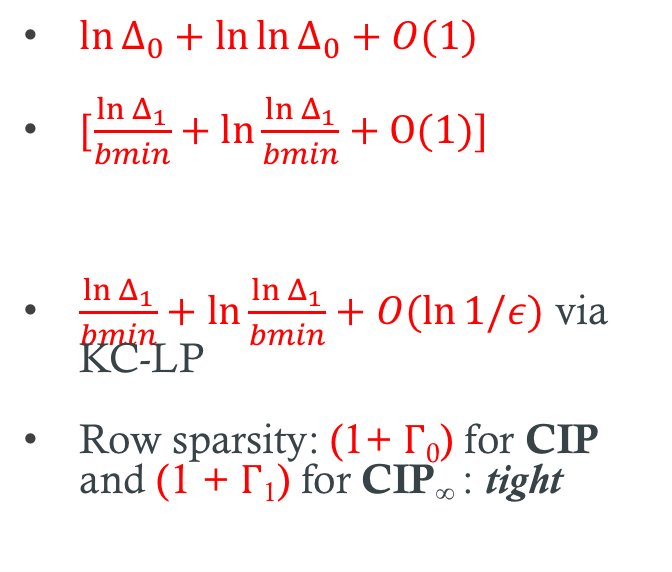 • ln Δ₀ + ln ln Δ₀ + O(1)
• [ln Δ₁/bmin + ln ln Δ₁/bmin + O(1)]
• ln Δ₁/bmin + ln ln Δ₁/bmin + O(ln 1/ϵ) via
KC-LP
• Row sparsity: (1+ Γ₀) for CIP
and (1 + Γ₁) for CIP∞ : tight